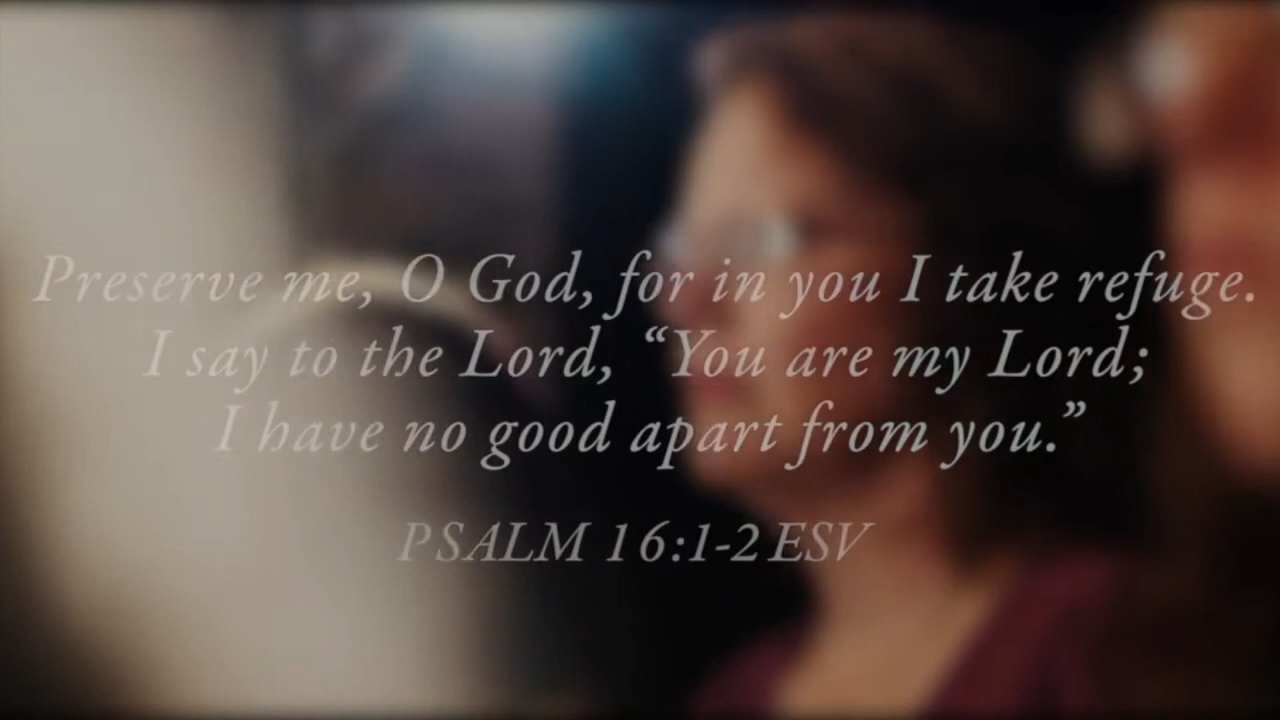 Preserve me, O God, for in you I take refuge.
I say to the Lord, “You are my Lord;
I have no good apart from you.”
PSALM 16:1-2 ESV